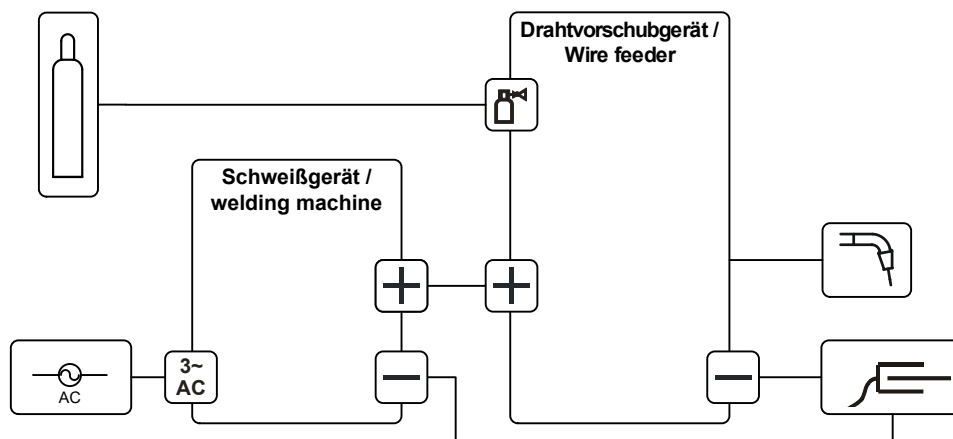 Drahtvorschubgerät /
Wire feeder
Schweißgerät /
welding machine
3~
AC
AC